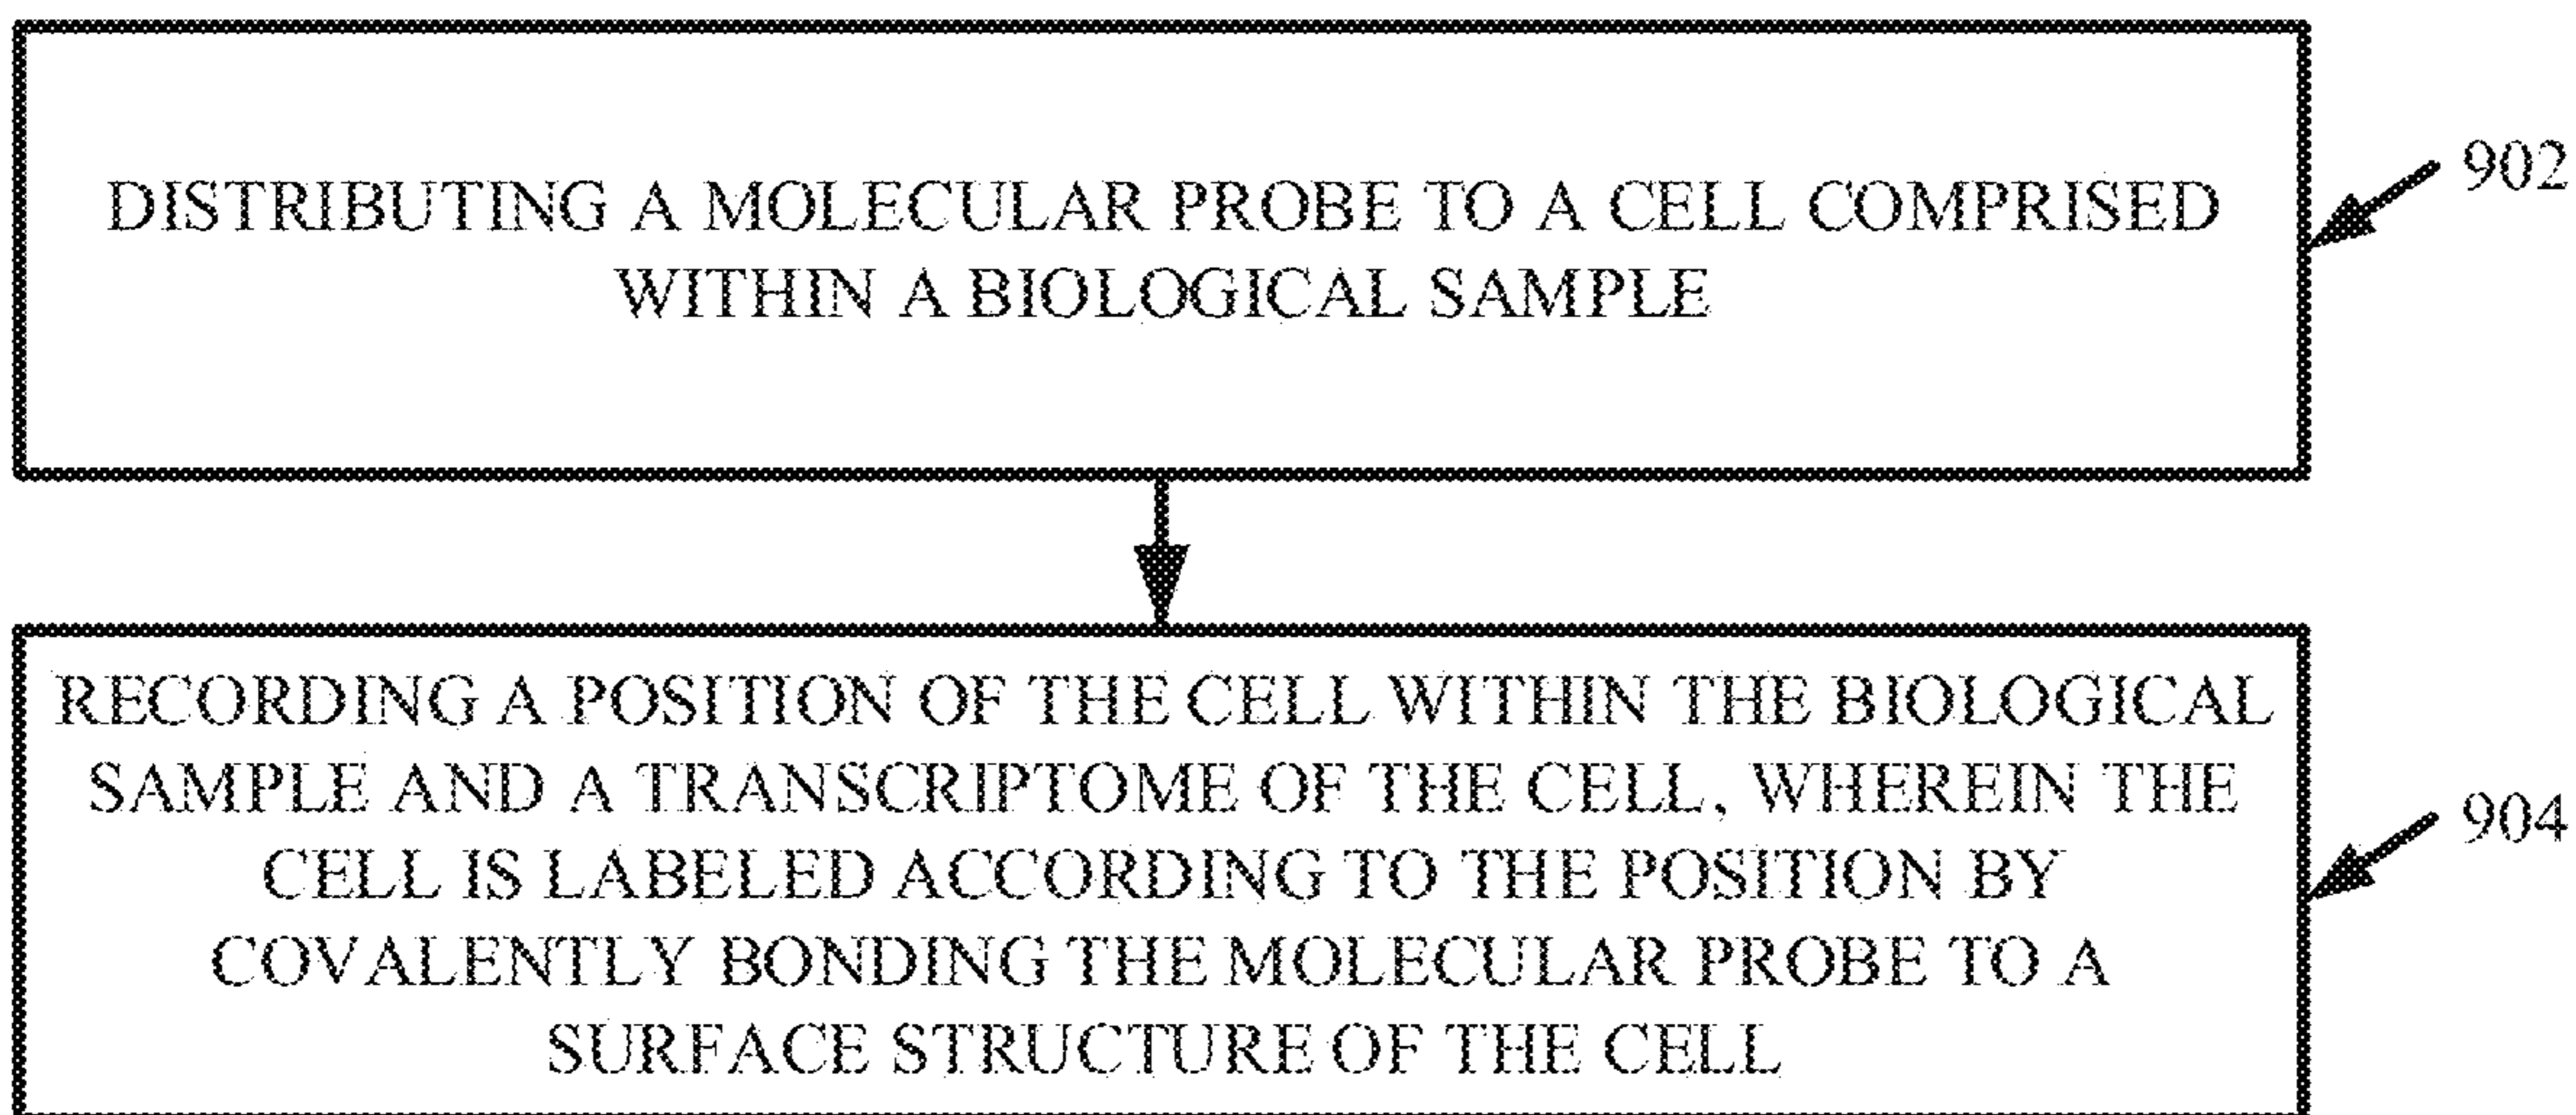 DISTRIBUTING A MOLECULAR PROBE TO A CELL COMPRISED
WITHIN A BIOLOGICAL SAMPLE
902
RECORDING A POSITION OF THE CELL WITHIN THE BIOLOGICAL
SAMPLE AND A TRANSCRIPTOME OF THE CELL, WHEREIN THE
CELL IS LABELED ACCORDING TO THE POSITION BY
COVALENTLY BONDING THE MOLECULAR PROBE TO A
SURFACE STRUCTURE OF THE CELL
904